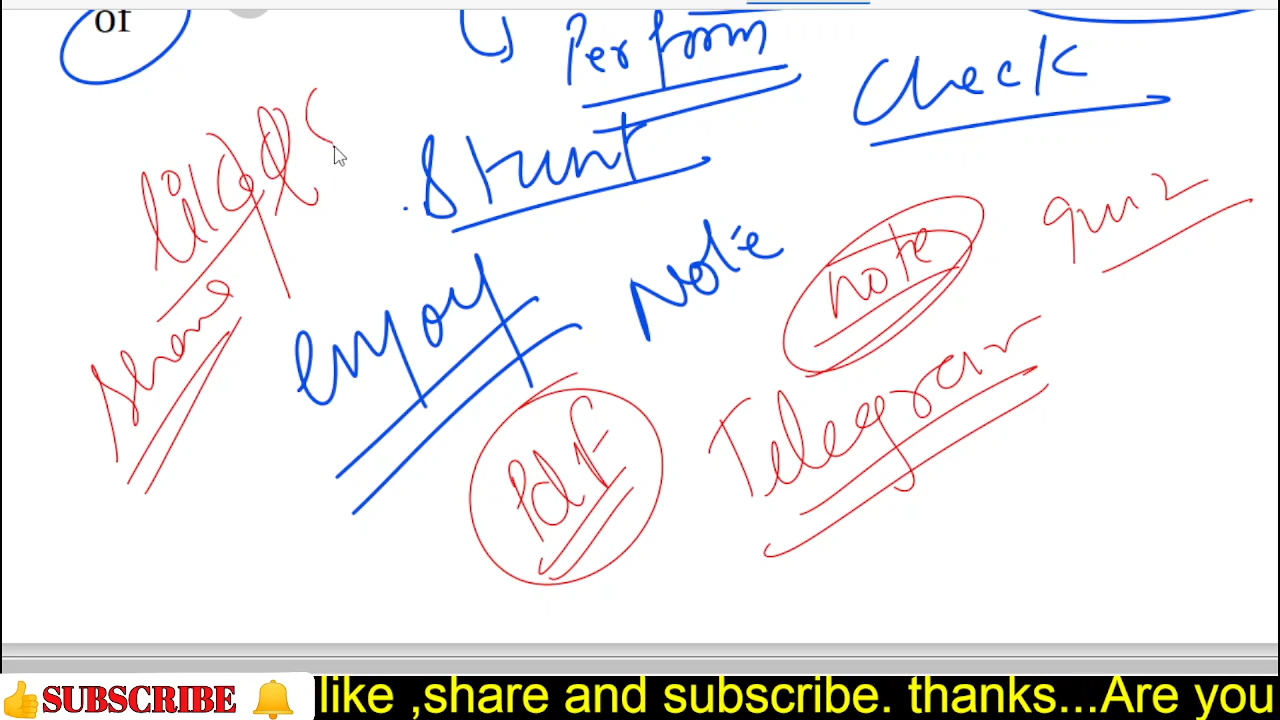 of
Perform
Check
Stunt
like
share
enjoy
Note
note
quiz
Pdf
Telegram
SUBSCRIBE like ,share and subscribe. thanks...Are you